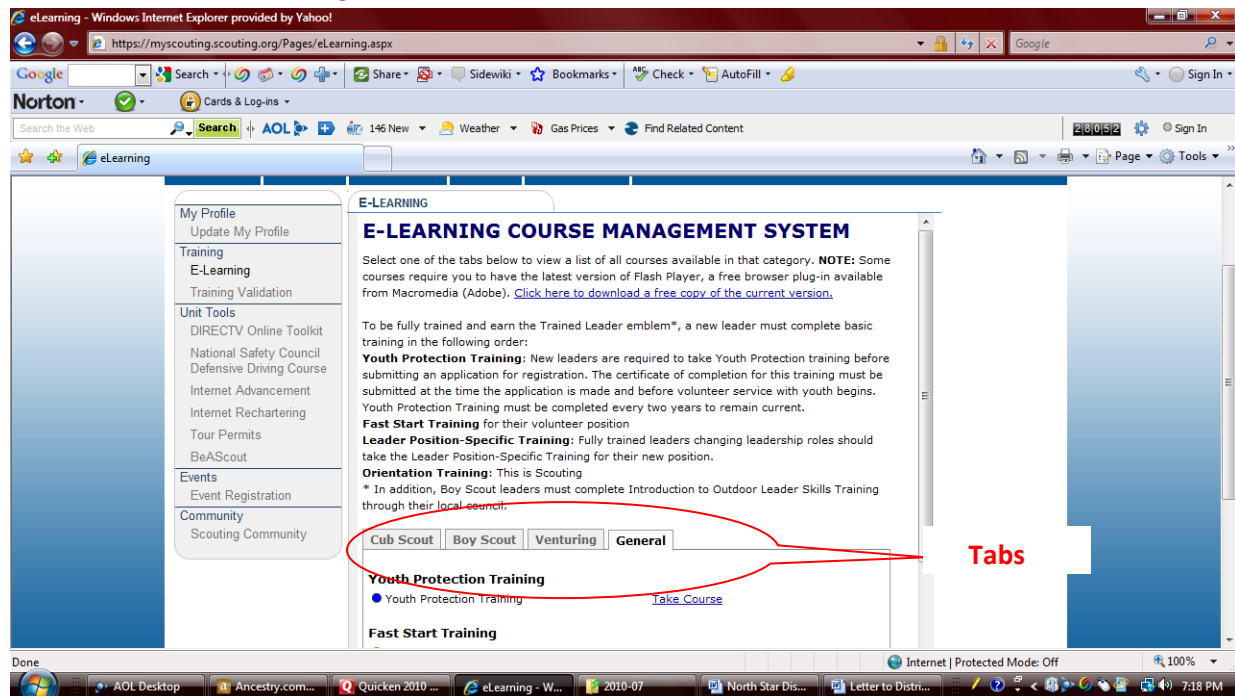 eLearning - Windows Internet Explorer provided by Yahoo!
https://myscouting.scouting.org/Pages/eLearning.aspx
Google
Google
Search
Share
Sidewiki
Bookmarks
Check
AutoFill
Sign In
Norton
Cards & Log-ins
Search the Web
Search
AOL
146 New
Weather
Gas Prices
Find Related Content
28052
Sign In
eLearning
Page
Tools
My Profile
Update My Profile
Training
E-Learning
Training Validation
Unit Tools
DIRECTV Online Toolkit
National Safety Council
Defensive Driving Course
Internet Advancement
Internet Rechartering
Tour Permits
BeAScout
Events
Event Registration
Community
Scouting Community
E-LEARNING
E-LEARNING COURSE MANAGEMENT SYSTEM
Select one of the tabs below to view a list of all courses available in that category. NOTE: Some
courses require you to have the latest version of Flash Player, a free browser plug-in available
from Macromedia (Adobe). Click here to download a free copy of the current version.
To be fully trained and earn the Trained Leader emblem*, a new leader must complete basic
training in the following order:
Youth Protection Training: New leaders are required to take Youth Protection training before
submitting an application for registration. The certificate of completion for this training must be
submitted at the time the application is made and before volunteer service with youth begins.
Youth Protection Training must be completed every two years to remain current.
Fast Start Training for their volunteer position
Leader Position-Specific Training: Fully trained leaders changing leadership roles should
take the Leader Position-Specific Training for their new position.
Orientation Training: This is Scouting
* In addition, Boy Scout leaders must complete Introduction to Outdoor Leader Skills Training
through their local council.
Cub Scout
Boy Scout
Venturing
General
Tabs
Youth Protection Training
Youth Protection Training
Take Course
Fast Start Training
Done
Internet | Protected Mode: Off
100%
AOL Desktop
Ancestry.com...
Quicken 2010 ...
eLearning - W...
2010-07
North Star Dis...
Letter to Distri...
7:18 PM